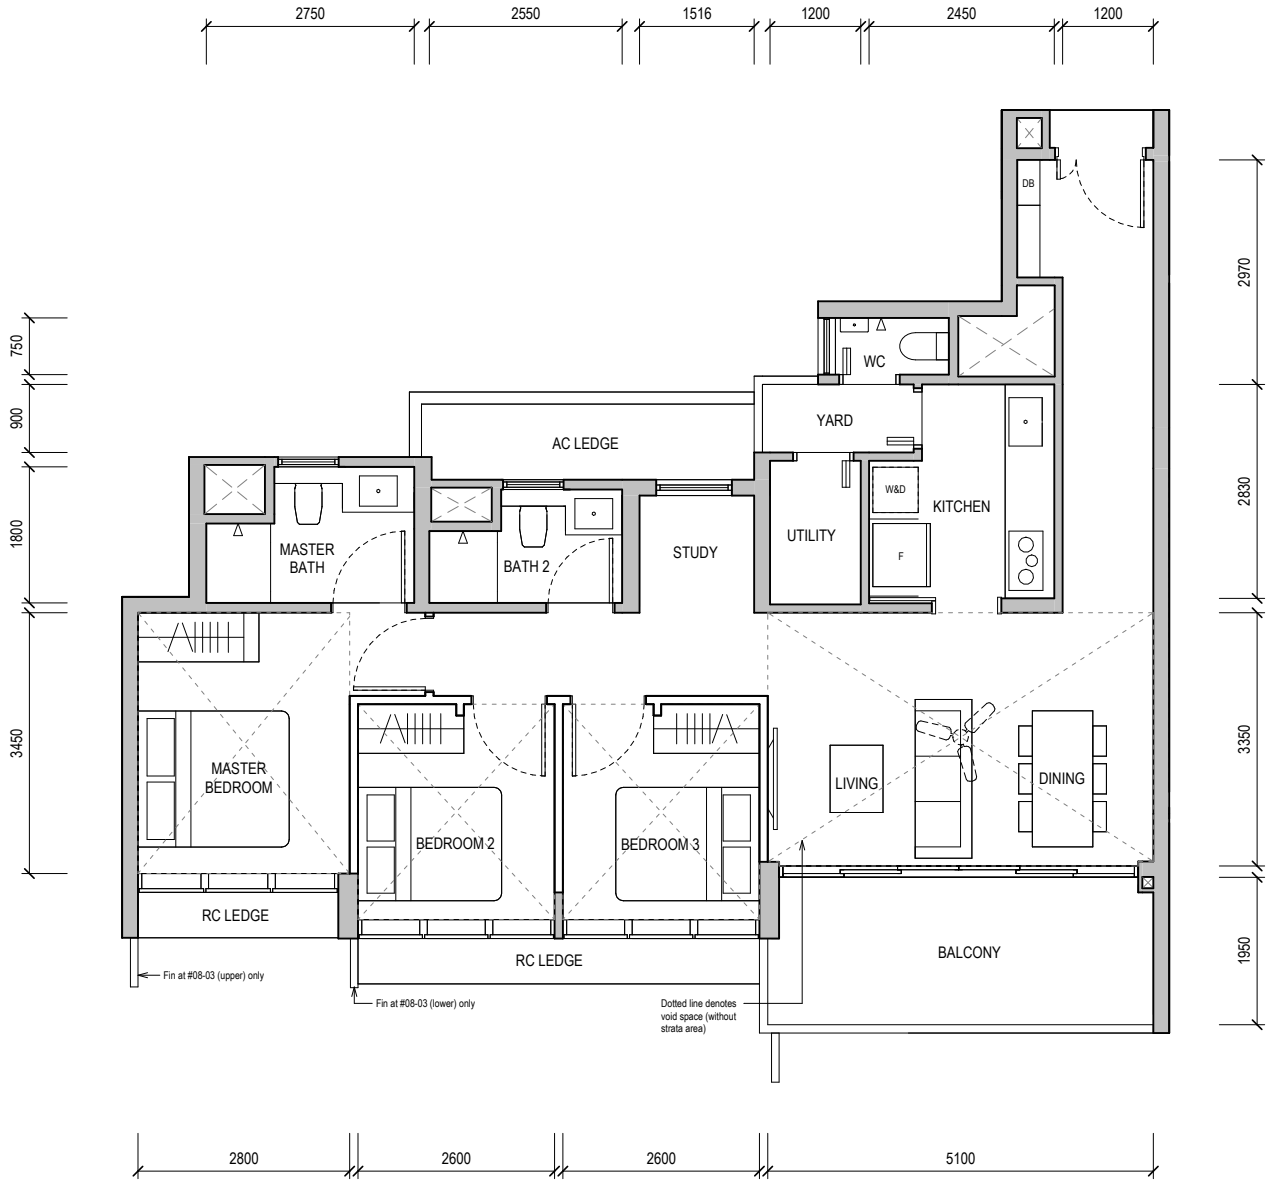 2750
2550
1516
1200
2450
1200
DB
2970
750
WC
900
YARD
AC LEDGE
W&D
KITCHEN
2830
1800
MASTER
BATH
BATH 2
STUDY
UTILITY
F
3450
MASTER
BEDROOM
LIVING
DINING
3350
BEDROOM 2
BEDROOM 3
RC LEDGE
RC LEDGE
BALCONY
1950
Fin at #08-03 (upper) only
Fin at #08-03 (lower) only
Dotted line denotes
void space (without
strata area)
2800
2600
2600
5100